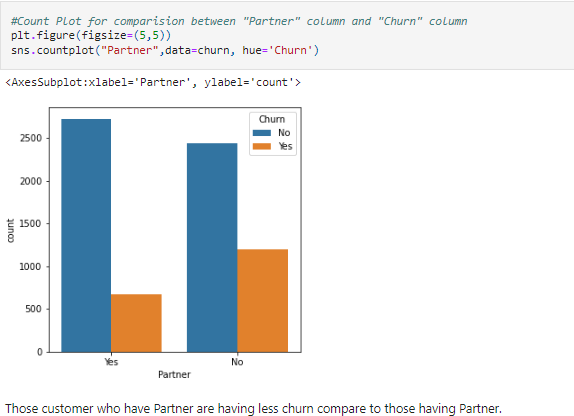 #Count Plot for comparision between "Partner" column and "Churn" column
plt.figure(figsize=(5,5))
sns.countplot("Partner",data=churn, hue='Churn')
<AxesSubplot:xlabel='Partner', ylabel='count'>
Churn
No
Yes
2500
2000
1500
1000
500
0
count
Yes No
Partner
Those customer who have Partner are having less churn compare to those having Partner.